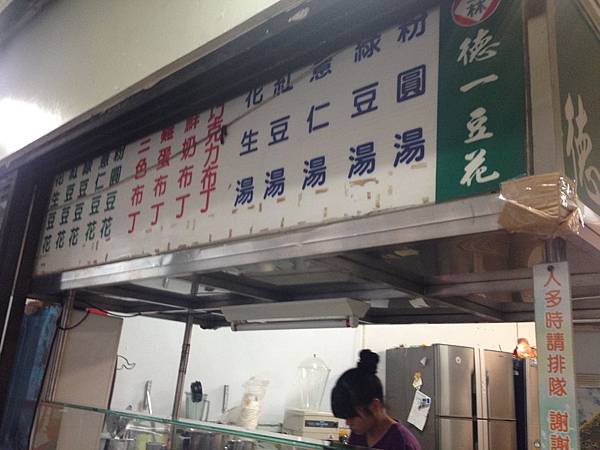 林
德一豆花
粉圓湯
綠豆湯
薏仁湯
紅豆湯
花生湯
巧克力布丁
鮮奶布丁
雞蛋布丁
三色布丁
粉圓豆花
薏仁豆花
綠豆豆花
紅豆豆花
花生豆花
德
人多時請排隊 謝謝